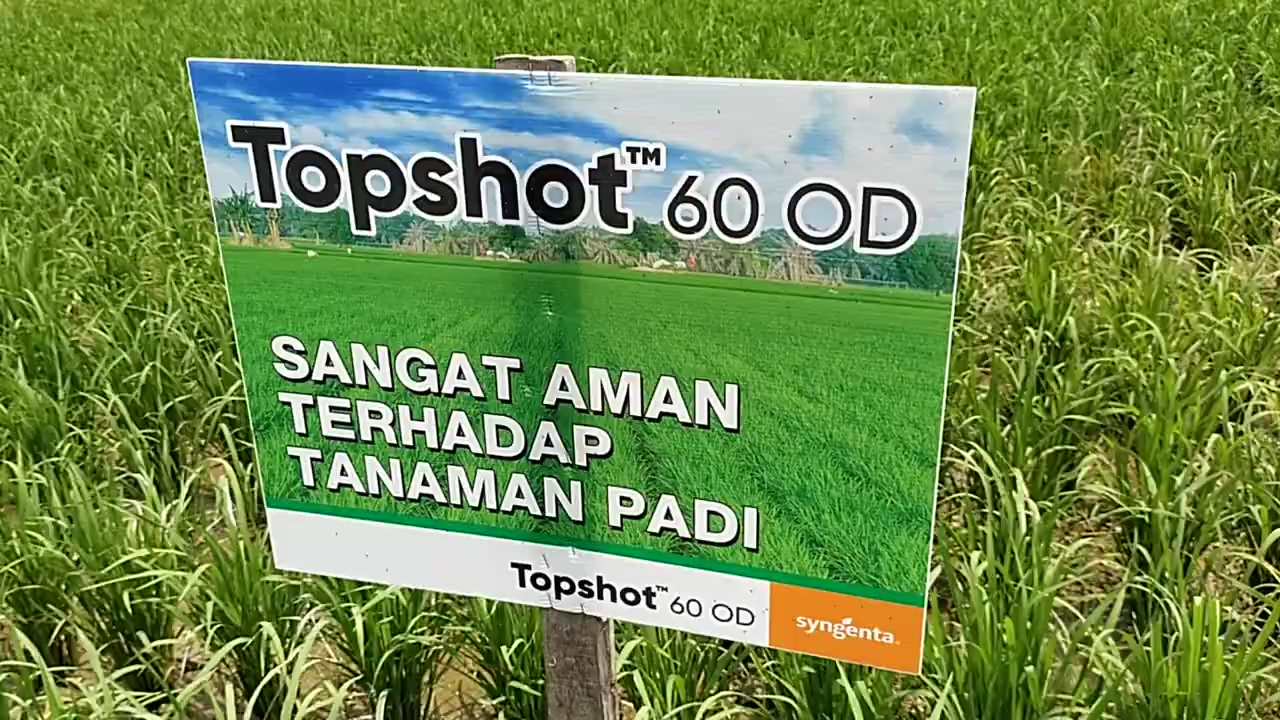 Topshot™ 60 OD
SANGAT AMAN
TERHADAP
TANAMAN PADI
Topshot™ 60 OD
syngenta